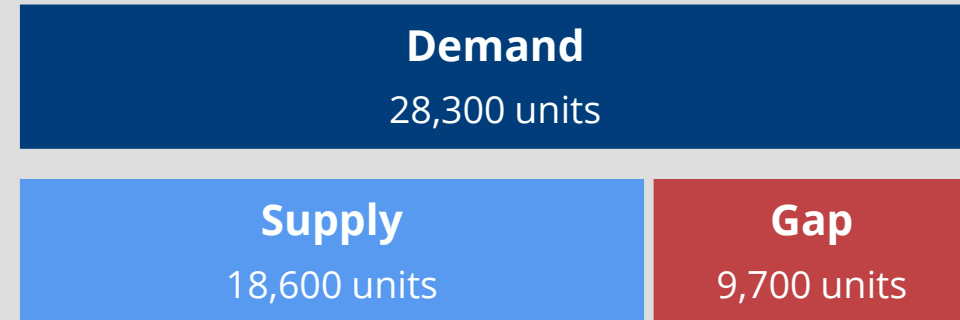 Demand
28,300 units
Supply
18,600 units
Gap
9,700 units